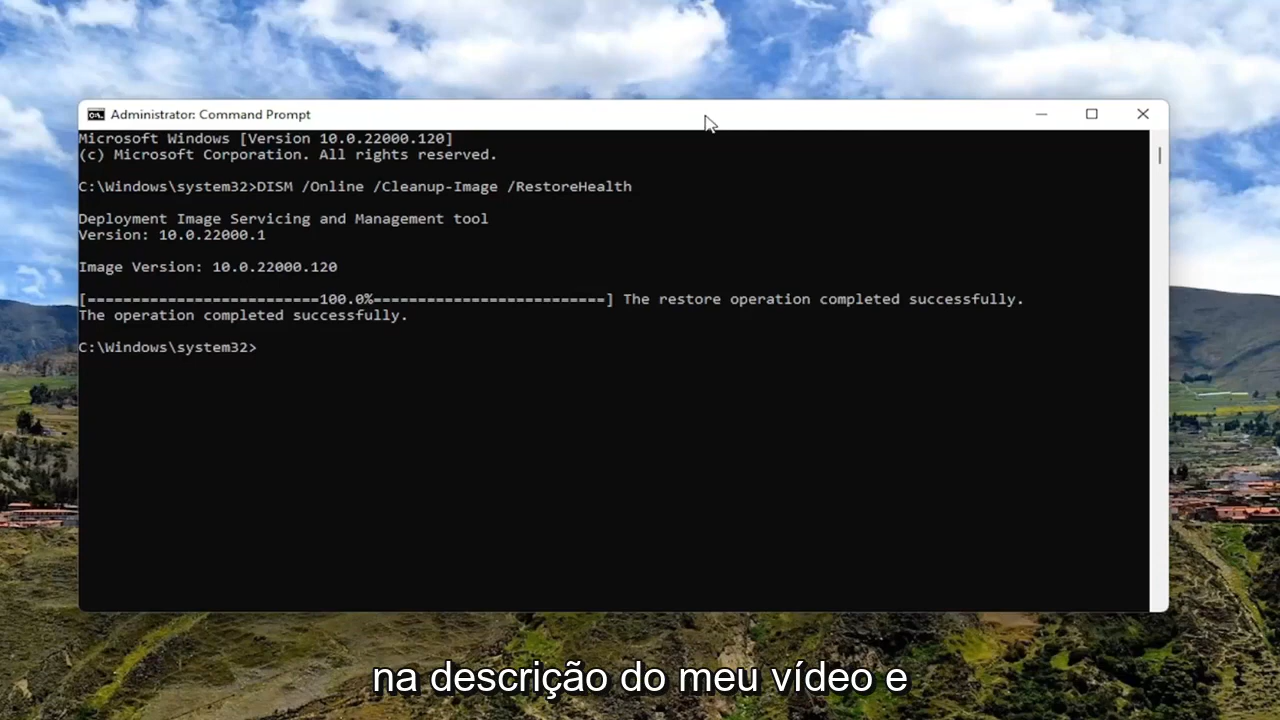 Administrator: Command Prompt
Microsoft Windows [Version 10.0.22000.120]
(c) Microsoft Corporation. All rights reserved.
C:\Windows\system32>DISM /Online /Cleanup-Image /RestoreHealth
Deployment Image Servicing and Management tool
Version: 10.0.22000.1
Image Version: 10.0.22000.120
[==========================100.0%==========================] The restore operation completed successfully.
The operation completed successfully.
C:\Windows\system32>
na descrição do meu vídeo e